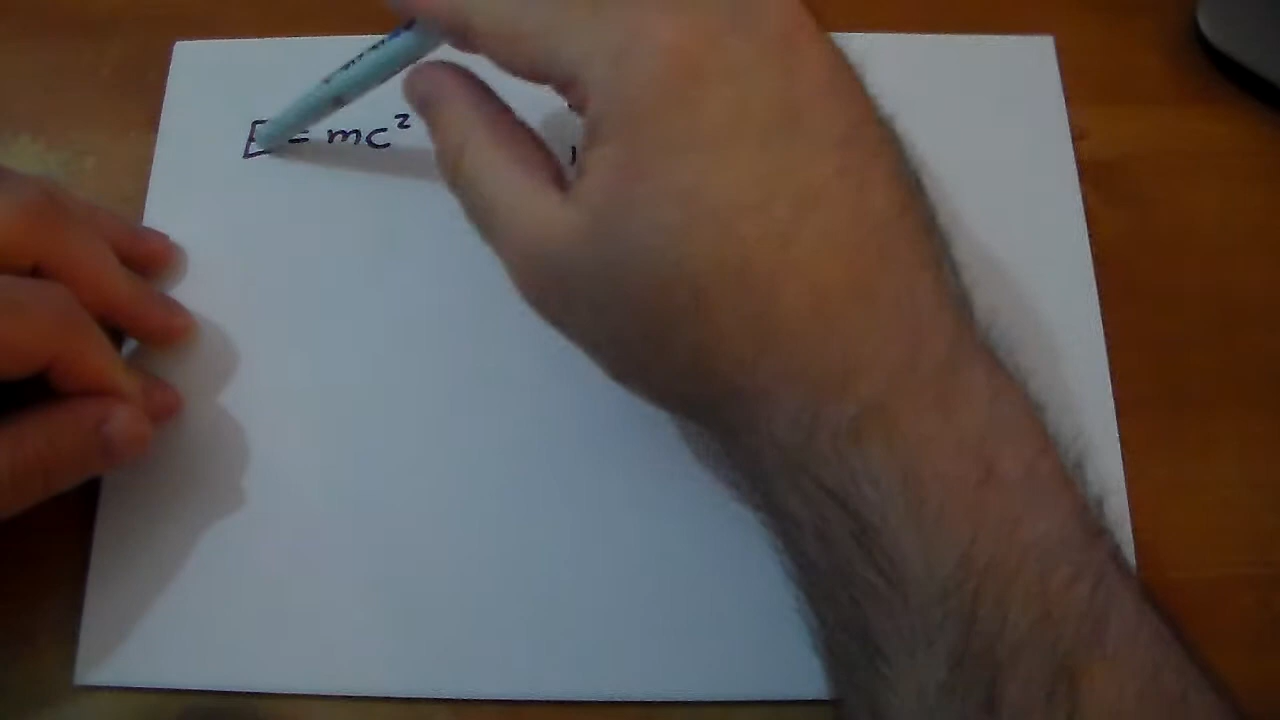 E = mc²